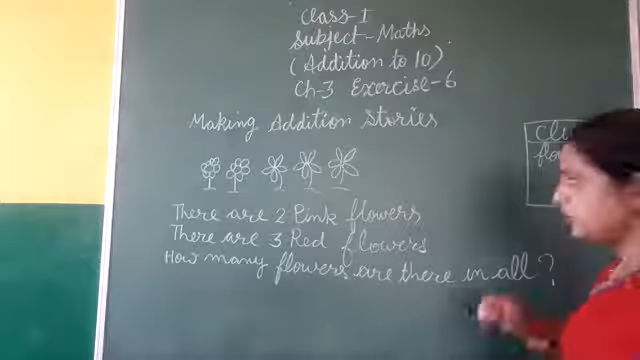 Class-I
Subject-Maths
(Addition to 10)
Ch-3 Exercise-6
Making Addition Stories
There are 2 Pink flowers
There are 3 Red flowers
How many flowers are there in all?